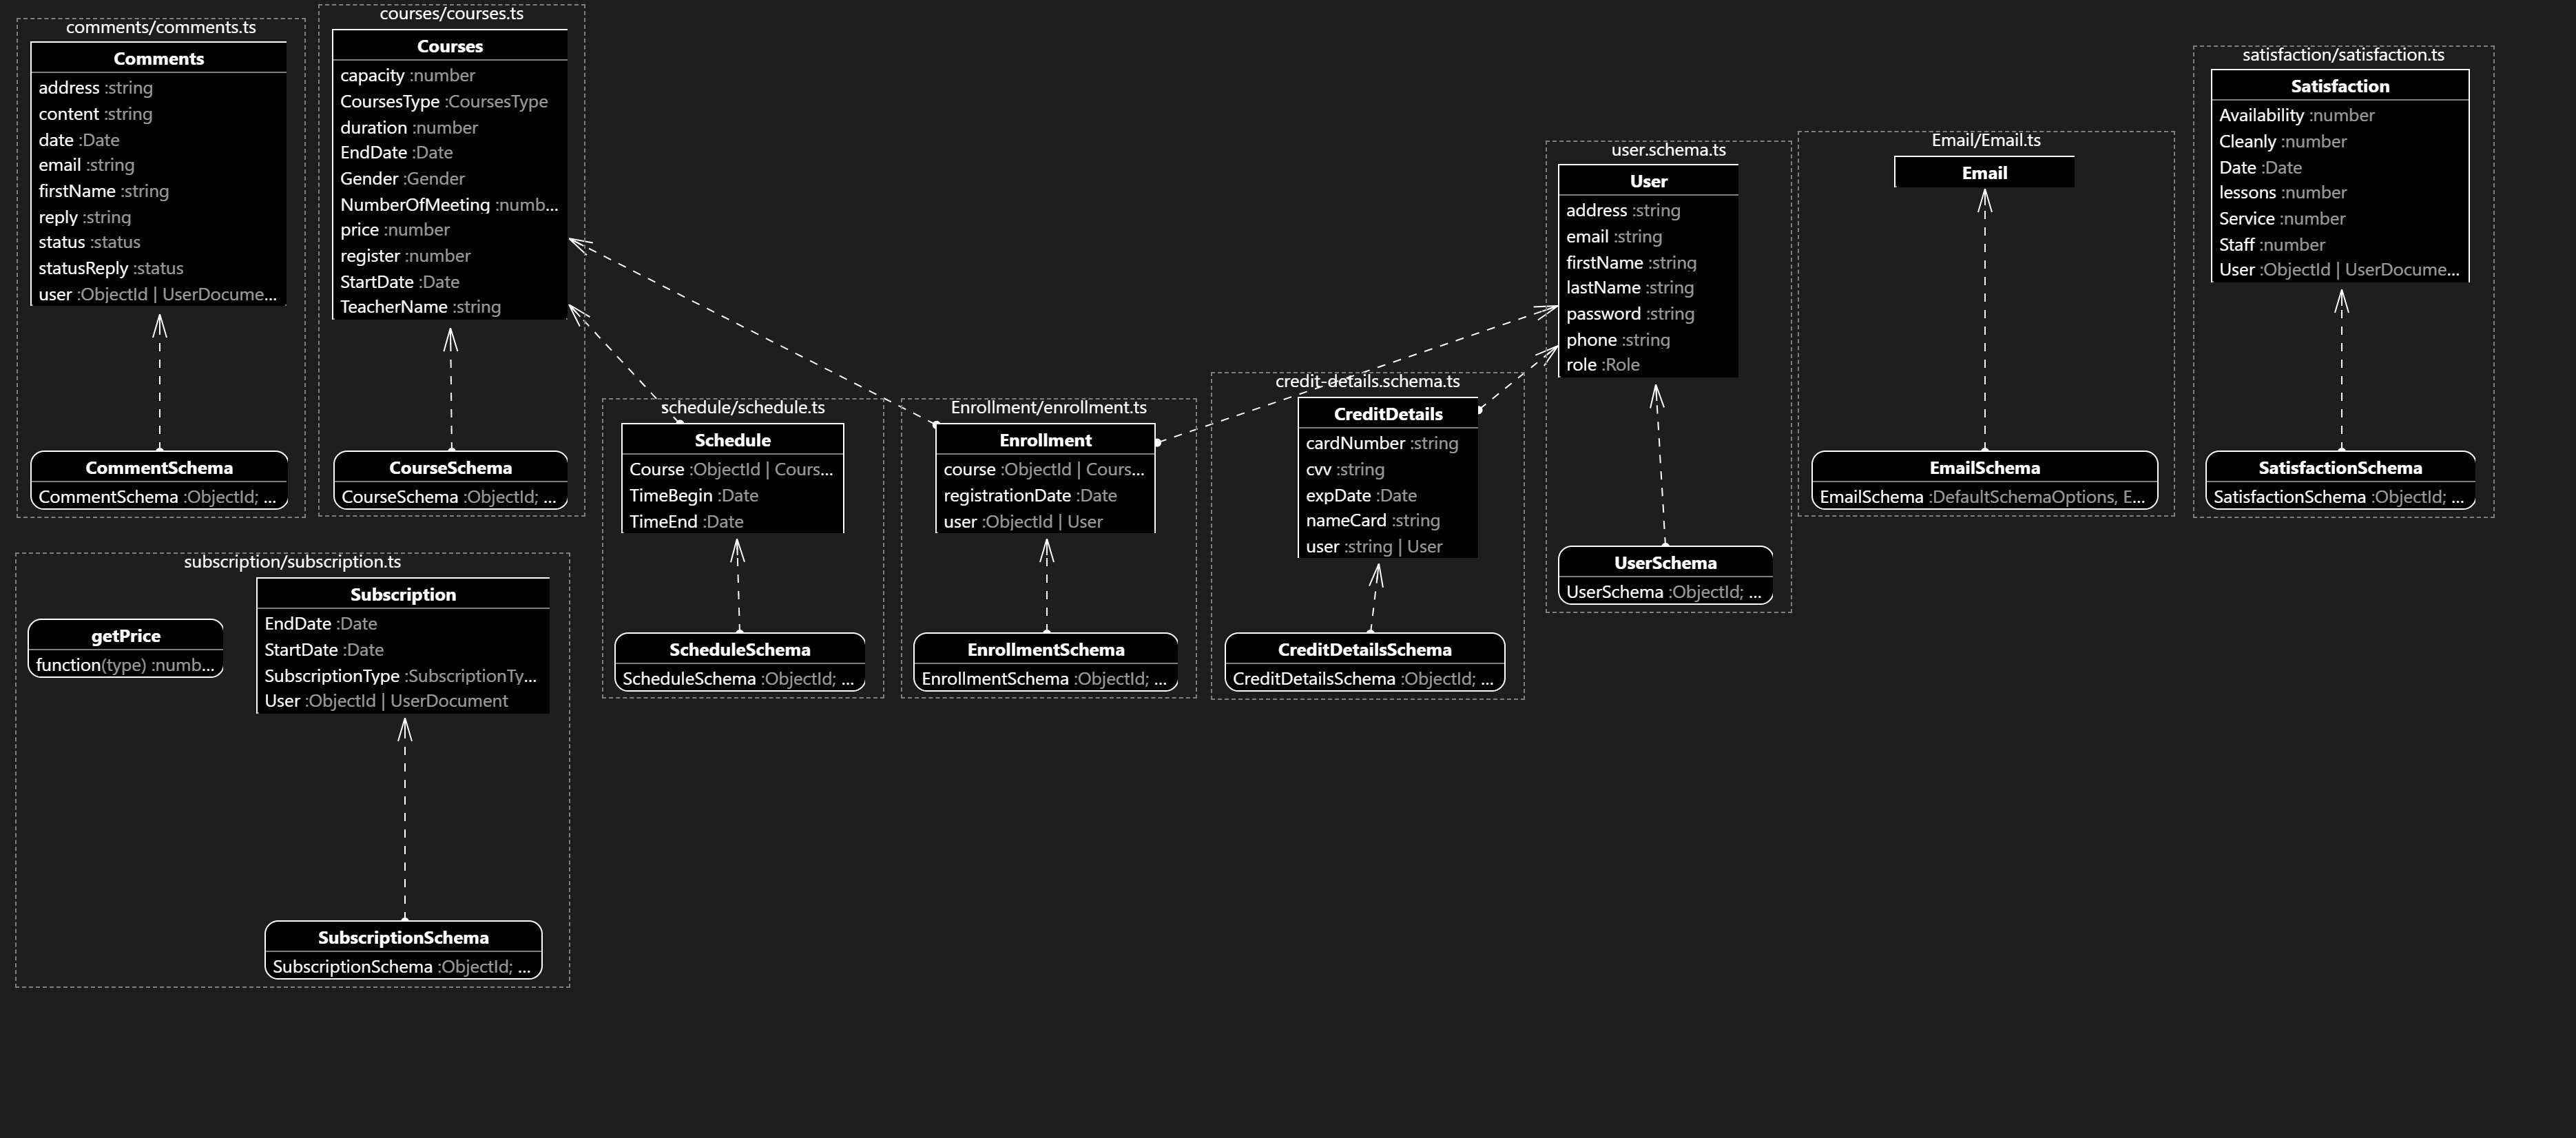 comments/comments.ts
Comments
address :string
content :string
date :Date
email :string
firstName :string
reply :string
status :status
statusReply :status
user :ObjectId | UserDocume...
CommentSchema
CommentSchema :ObjectId; ...
courses/courses.ts
Courses
capacity :number
CoursesType :CoursesType
duration :number
EndDate :Date
Gender :Gender
NumberOfMeeting :numb...
price :number
register :number
StartDate :Date
TeacherName :string
CourseSchema
CourseSchema :ObjectId; ...
schedule/schedule.ts
Schedule
Course :ObjectId | Cours...
TimeBegin :Date
TimeEnd :Date
ScheduleSchema
ScheduleSchema :ObjectId; ...
Enrollment/enrollment.ts
Enrollment
course :ObjectId | Cours...
registrationDate :Date
user :ObjectId | User
EnrollmentSchema
EnrollmentSchema :ObjectId; ...
credit-details.schema.ts
CreditDetails
cardNumber :string
cvv :string
expDate :Date
nameCard :string
user :string | User
CreditDetailsSchema
CreditDetailsSchema :ObjectId; ...
user.schema.ts
User
address :string
email :string
firstName :string
lastName :string
password :string
phone :string
role :Role
UserSchema
UserSchema :ObjectId; ...
Email/Email.ts
Email
EmailSchema
EmailSchema :DefaultSchemaOptions, E...
satisfaction/satisfaction.ts
Satisfaction
Availability :number
Cleanly :number
Date :Date
lessons :number
Service :number
Staff :number
User :ObjectId | UserDocume...
SatisfactionSchema
SatisfactionSchema :ObjectId; ...
subscription/subscription.ts
getPrice
function(type) :numb...
Subscription
EndDate :Date
StartDate :Date
SubscriptionType :SubscriptionTy...
User :ObjectId | UserDocument
SubscriptionSchema
SubscriptionSchema :ObjectId; ...